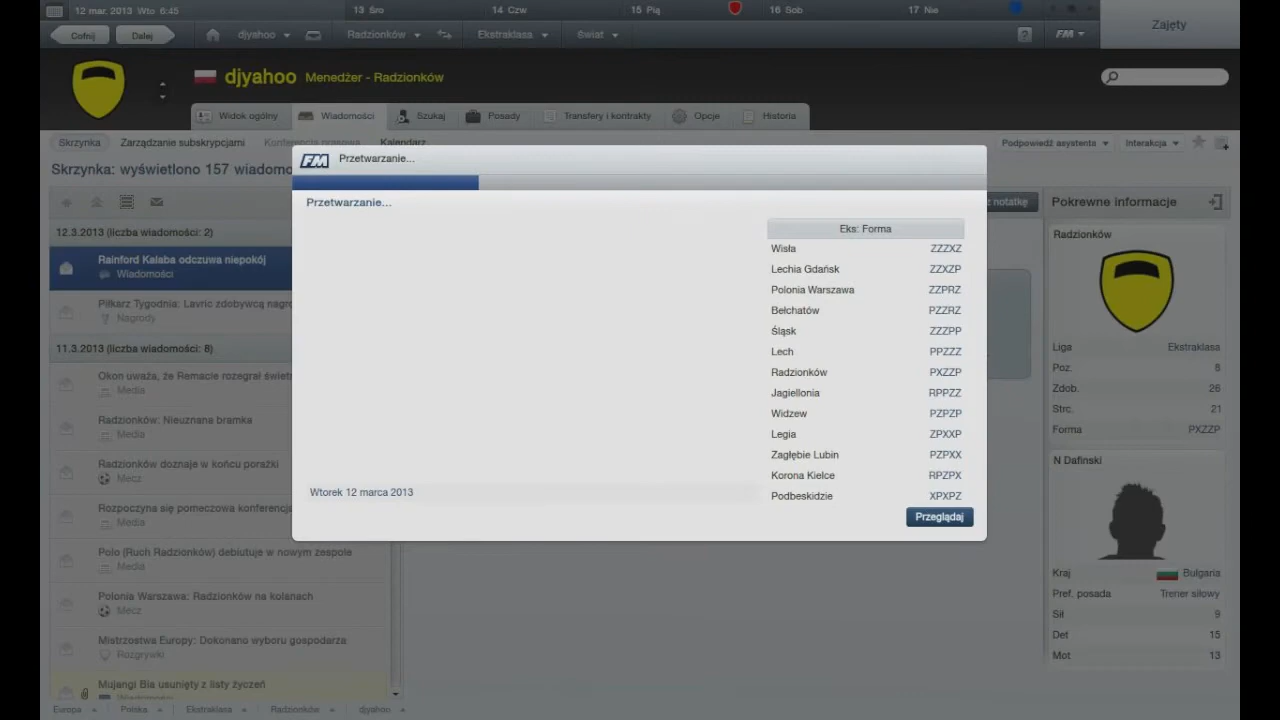 12 mar. 2013 Wto 6:45
13 Śro
14 Czw
15 Pią
16 Sob
17 Nie
Zajęty
Cofnij
Dalej
djyahoo
Radzionków
Ekstraklasa
Świat
?
FM
djyahoo Menedżer - Radzionków
Widok ogólny
Wiadomości
Szukaj
Posady
Transfery i kontrakty
Opcje
Historia
Skrzynka
Zarządzanie subskrypcjami
Konferencja prasowa
Kalendarz
Podpowiedź asystenta
Interakcja
Skrzynka: wyświetlono 157 wiadomo
12.3.2013 (liczba wiadomości: 2)
Rainford Kalaba odczuwa niepokój
Wiadomości
Piłkarz Tygodnia: Lavric zdobywcą nagro
Nagrody
11.3.2013 (liczba wiadomości: 8)
Okon uważa, że Remacle rozegrał świetn
Media
Radzionków: Nieuznana bramka
Media
Radzionków doznaje w końcu porażki
Mecz
Rozpoczyna się pomeczowa konferencja
Media
Polo (Ruch Radzionków) debiutuje w nowym zespole
Media
Polonia Warszawa: Radzionków na kolanach
Mecz
Mistrzostwa Europy: Dokonano wyboru gospodarza
Rozgrywki
Mujangi Bia usunięty z listy życzeń
FM Przetwarzanie...
Przetwarzanie...
Eks: Forma
Wisła ZZZXZ
Lechia Gdańsk ZZXZP
Polonia Warszawa ZZPRZ
Bełchatów PZZRZ
Śląsk ZZZPP
Lech PPZZZ
Radzionków PXZZP
Jagiellonia RPPZZ
Widzew PZPZP
Legia ZPXXP
Zagłębie Lubin PZPXX
Korona Kielce RPZPX
Podbeskidzie XPXPZ
Wtorek 12 marca 2013
Przeglądaj
z notatkę
Pokrewne informacje
Radzionków
Liga Ekstraklasa
Poz. 8
Zdob. 26
Strc. 21
Forma PXZZP
N Dafinski
Kraj Bułgaria
Pref. posada Trener siłowy
Sił 9
Det 15
Mot 13
Europa
Polska
Ekstraklasa
Radzionków
djyahoo